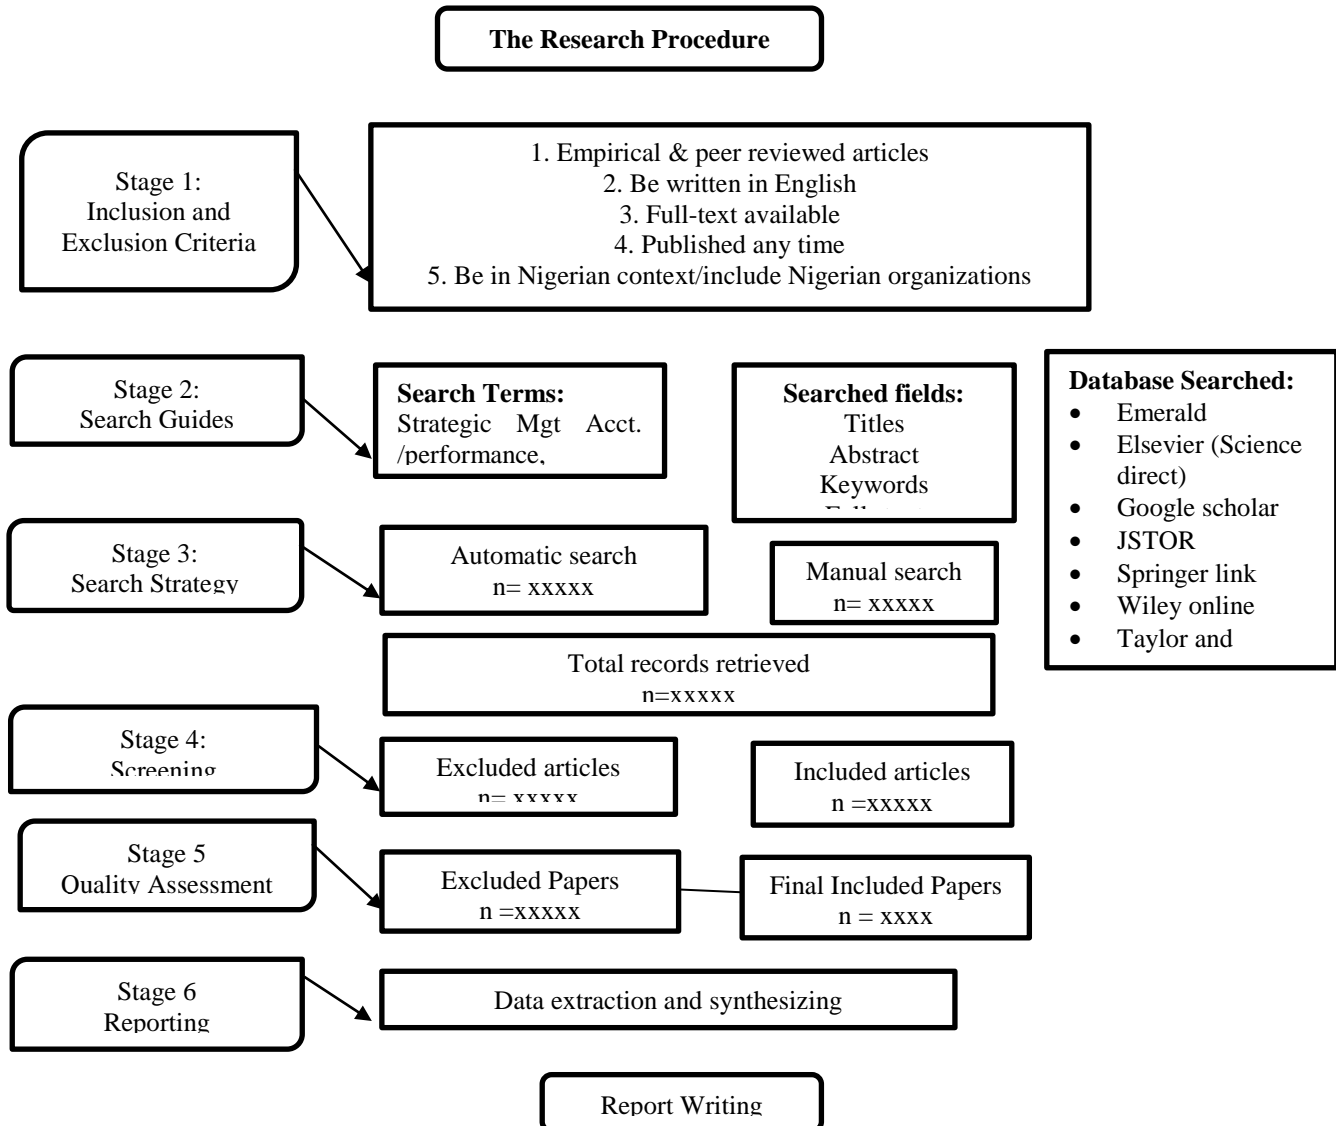 The Research Procedure
Stage 1:
Inclusion and
Exclusion Criteria
1. Empirical & peer reviewed articles
2. Be written in English
3. Full-text available
4. Published any time
5. Be in Nigerian context/include Nigerian organizations
Stage 2:
Search Guides
Search Terms:
Strategic Mgt Acct.
/performance,
Searched fields:
Titles
Abstract
Keywords
Database Searched:
• Emerald
• Elsevier (Science
direct)
• Google scholar
• JSTOR
• Springer link
• Wiley online
• Taylor and
Stage 3:
Search Strategy
Automatic search
n= xxxxx
Manual search
n= xxxxx
Total records retrieved
n=xxxxx
Stage 4:
Screening
Excluded articles
n= xxxxx
Included articles
n =xxxxx
Stage 5
Quality Assessment
Excluded Papers
n =xxxxx
Final Included Papers
n = xxxx
Stage 6
Reporting
Data extraction and synthesizing
Report Writing